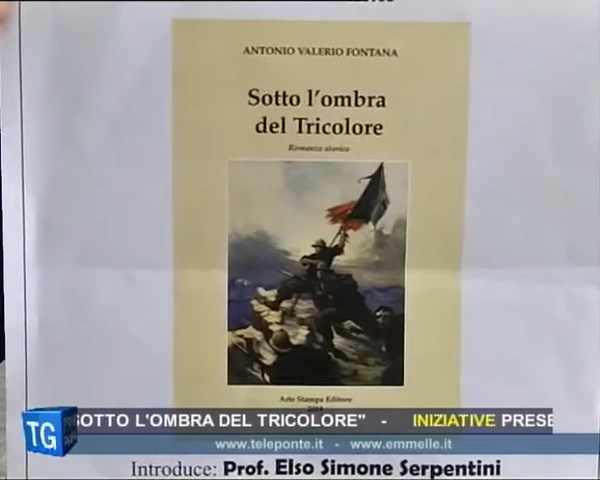 ANTONIO VALERIO FONTANA
Sotto l'ombra
del Tricolore
Romanzo storico
Arte Stampa Editore
SOTTO L'OMBRA DEL TRICOLORE" - INIZIATIVE PRESE
TG
www.teleponte.it - www.emmelle.it
Introduce: Prof. Elso Simone Serpentini